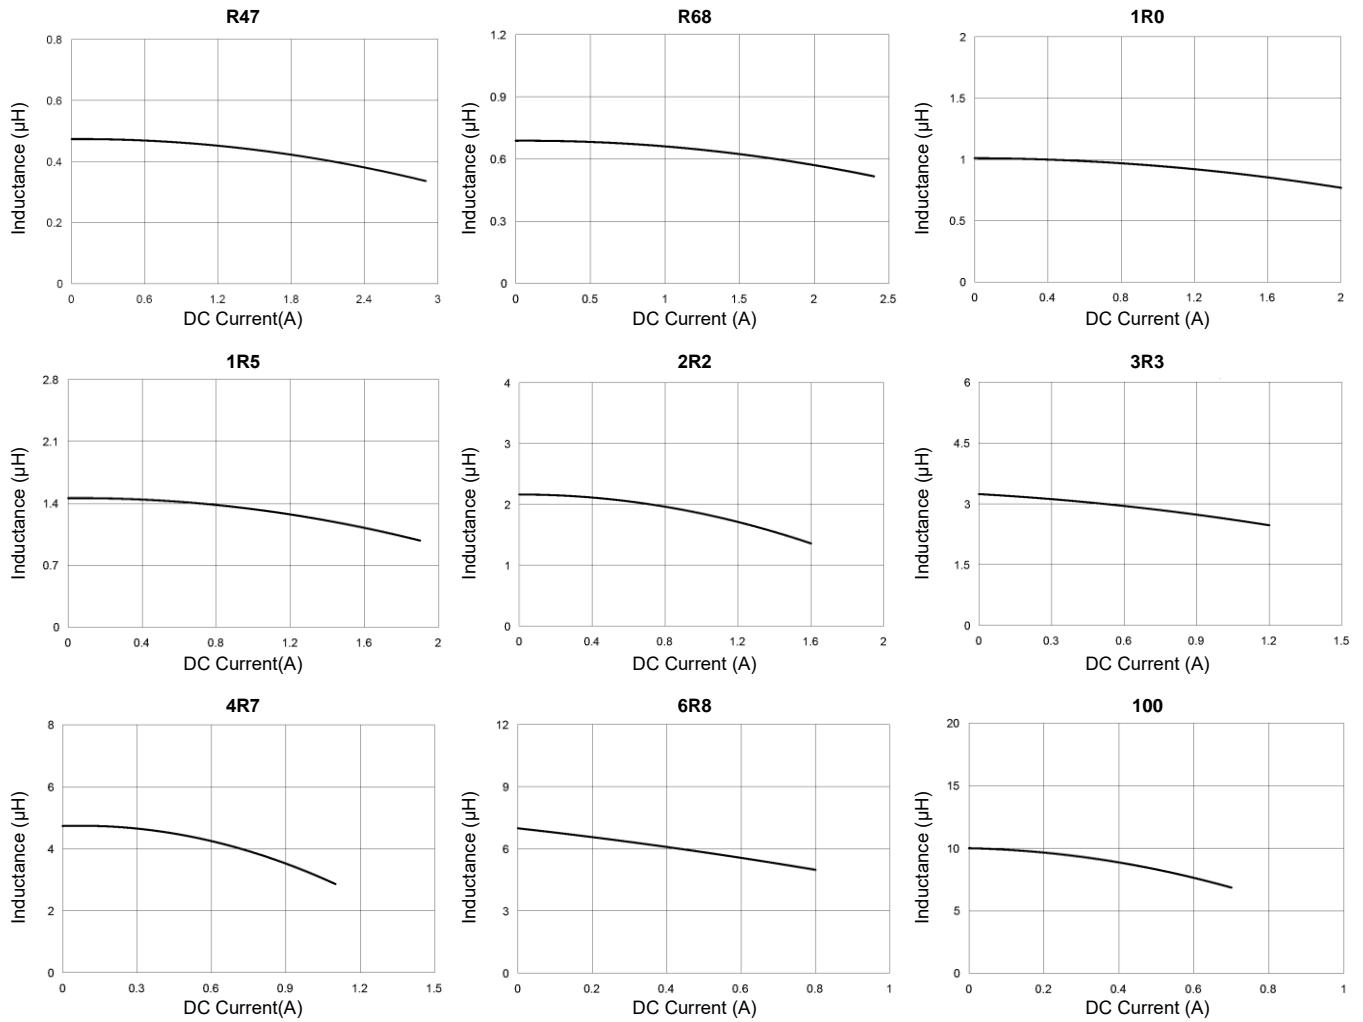 R47
0.8
0.6
0.4
0.2
0
0 0.6 1.2 1.8 2.4 3
Inductance (µH)
DC Current(A)
R68
1.2
0.9
0.6
0.3
0
0 0.5 1 1.5 2 2.5
Inductance (µH)
DC Current (A)
1R0
2
1.5
1
0.5
0
0 0.4 0.8 1.2 1.6 2
Inductance (µH)
DC Current (A)
1R5
2.8
2.1
1.4
0.7
0
0 0.4 0.8 1.2 1.6 2
Inductance (µH)
DC Current(A)
2R2
4
3
2
1
0
0 0.4 0.8 1.2 1.6 2
Inductance (µH)
DC Current (A)
3R3
6
4.5
3
1.5
0
0 0.3 0.6 0.9 1.2 1.5
Inductance (µH)
DC Current (A)
4R7
8
6
4
2
0
0 0.3 0.6 0.9 1.2 1.5
Inductance (µH)
DC Current(A)
6R8
12
9
6
3
0
0 0.2 0.4 0.6 0.8 1
Inductance (µH)
DC Current (A)
100
20
15
10
5
0
0 0.2 0.4 0.6 0.8 1
Inductance (µH)
DC Current (A)